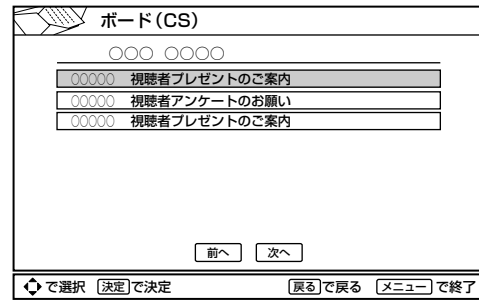 ボード(CS)
○○○ ○○○○
○○○○○ 視聴者プレゼントのご案内
○○○○○ 視聴者アンケートのお願い
○○○○○ 視聴者プレゼントのご案内
前へ 次へ
で選択 決定で決定 戻るで戻る メニューで終了